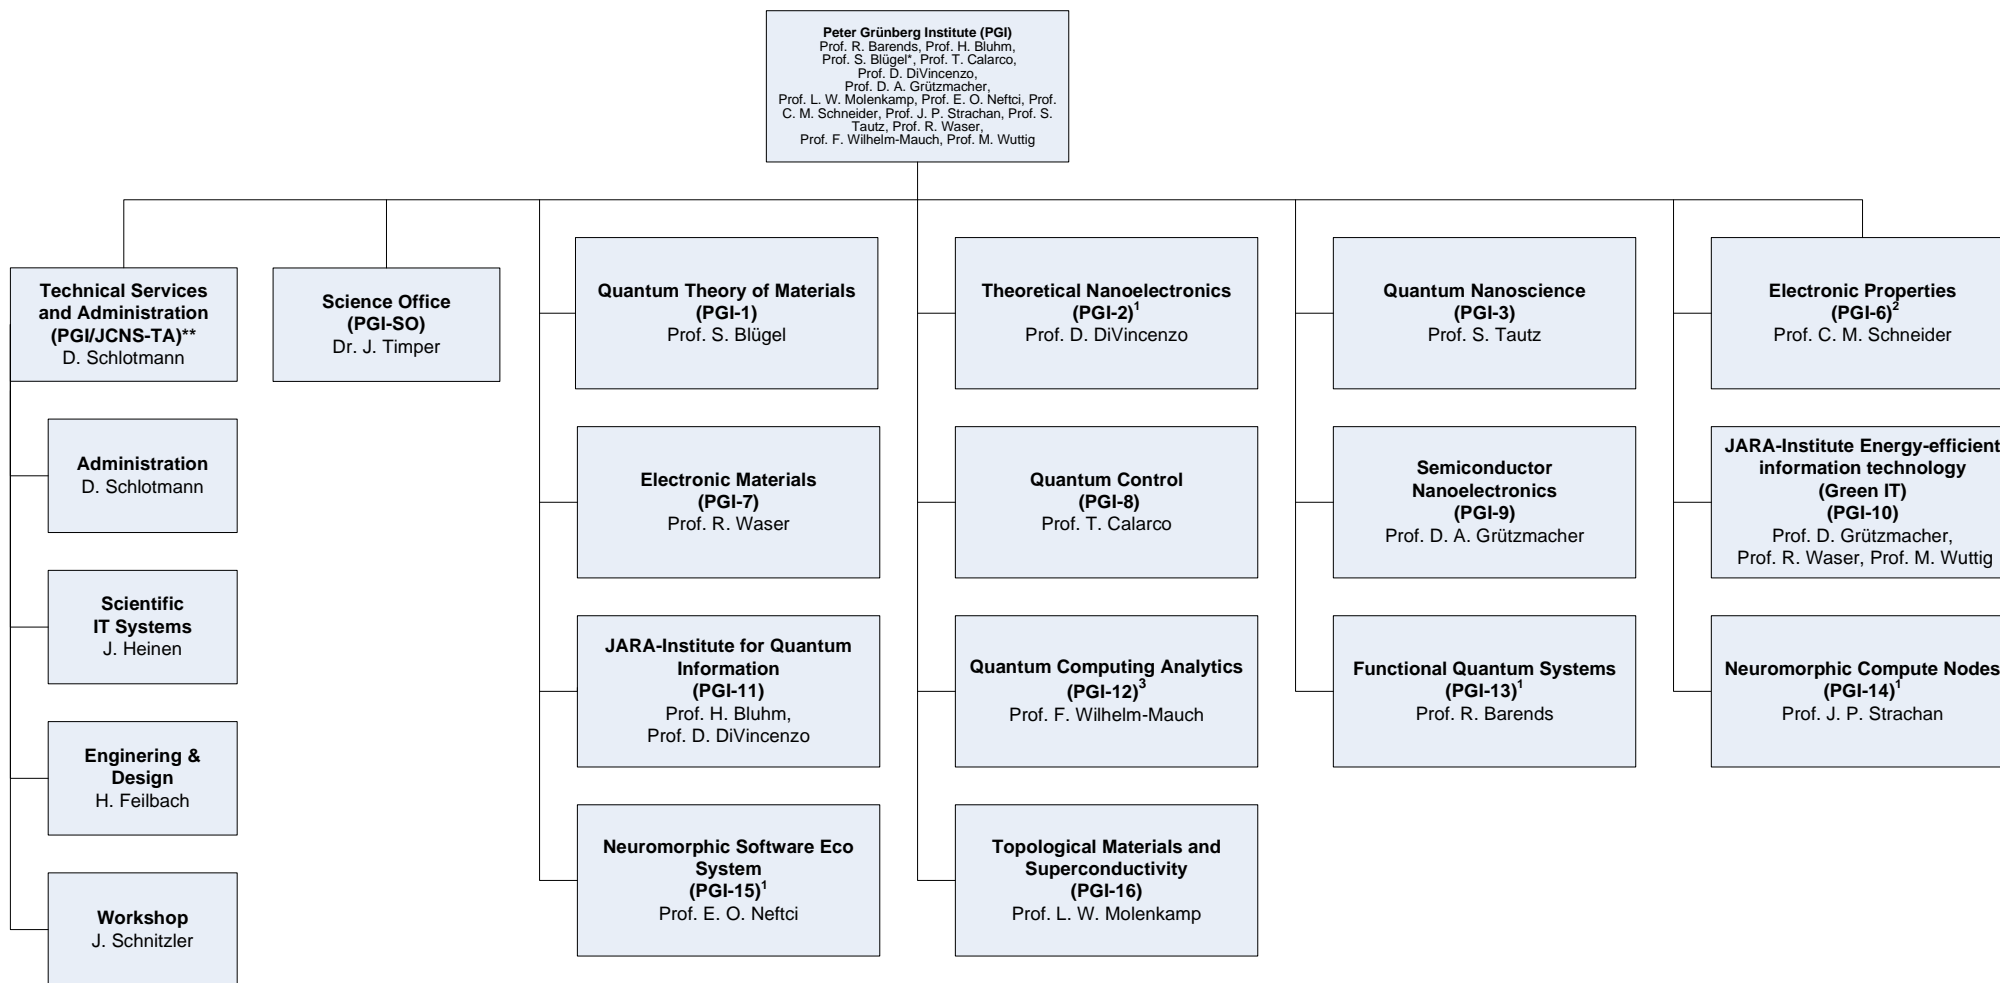 Peter Grünberg Institute (PGI)
Prof. R. Barends, Prof. H. Bluhm,
Prof. S. Blügel*, Prof. T. Calarco,
Prof. D. DiVincenzo,
Prof. D. A. Grützmacher,
Prof. L. W. Molenkamp, Prof. E. O. Neftci, Prof.
C. M. Schneider, Prof. J. P. Strachan, Prof. S.
Tautz, Prof. R. Waser,
Prof. F. Wilhelm-Mauch, Prof. M. Wuttig
Technical Services
and Administration
(PGI/JCNS-TA)**
D. Schlotmann
Science Office
(PGI-SO)
Dr. J. Timper
Quantum Theory of Materials
(PGI-1)
Prof. S. Blügel
Theoretical Nanoelectronics
(PGI-2)¹
Prof. D. DiVincenzo
Quantum Nanoscience
(PGI-3)
Prof. S. Tautz
Electronic Properties
(PGI-6)²
Prof. C. M. Schneider
Administration
D. Schlotmann
Electronic Materials
(PGI-7)
Prof. R. Waser
Quantum Control
(PGI-8)
Prof. T. Calarco
Semiconductor
Nanoelectronics
(PGI-9)
Prof. D. A. Grützmacher
JARA-Institute Energy-efficient
information technology
(Green IT)
(PGI-10)
Prof. D. Grützmacher,
Prof. R. Waser, Prof. M. Wuttig
Scientific
IT Systems
J. Heinen
JARA-Institute for Quantum
Information
(PGI-11)
Prof. H. Bluhm,
Prof. D. DiVincenzo
Quantum Computing Analytics
(PGI-12)³
Prof. F. Wilhelm-Mauch
Functional Quantum Systems
(PGI-13)¹
Prof. R. Barends
Neuromorphic Compute Nodes
(PGI-14)¹
Prof. J. P. Strachan
Enginering &
Design
H. Feilbach
Neuromorphic Software Eco
System
(PGI-15)¹
Prof. E. O. Neftci
Topological Materials and
Superconductivity
(PGI-16)
Prof. L. W. Molenkamp
Workshop
J. Schnitzler